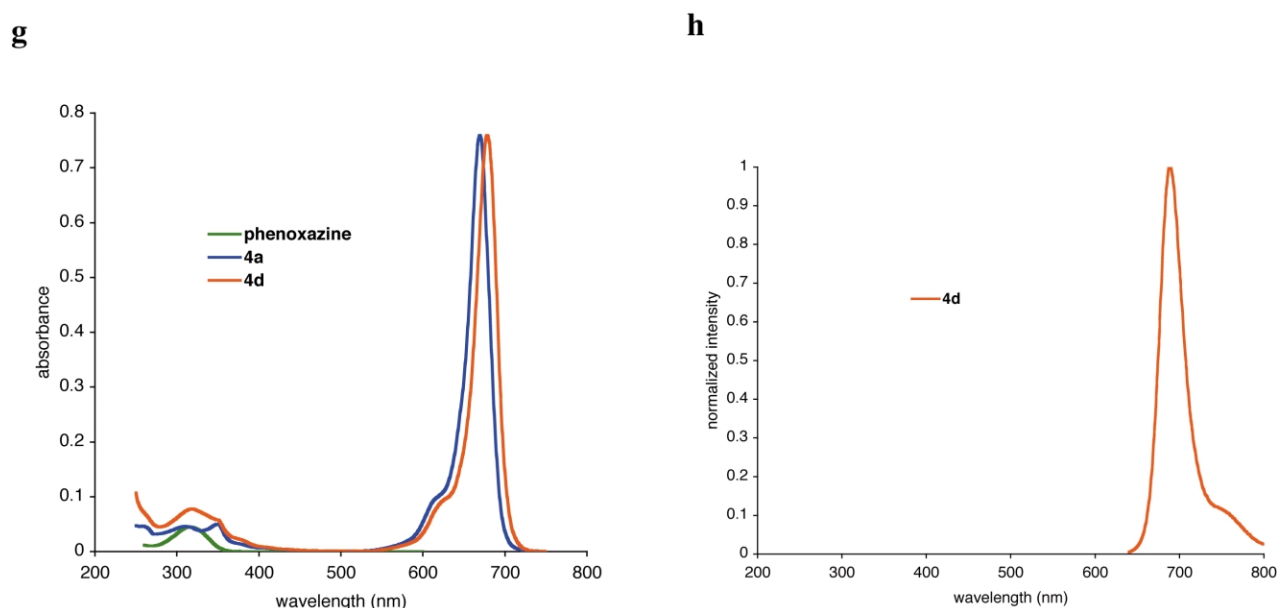 g
h
0.8
0.7
0.6
0.5
0.4
0.3
0.2
0.1
0
absorbance
phenoxazine
4a
4d
200 300 400 500 600 700 800
wavelength (nm)
1
0.9
0.8
0.7
0.6
0.5
0.4
0.3
0.2
0.1
0
normalized intensity
4d
200 300 400 500 600 700 800
wavelength (nm)